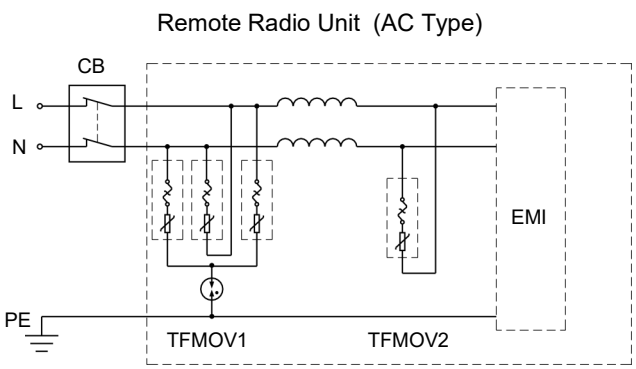 Remote Radio Unit (AC Type)
CB
L
N
EMI
PE
TFMOV1
TFMOV2